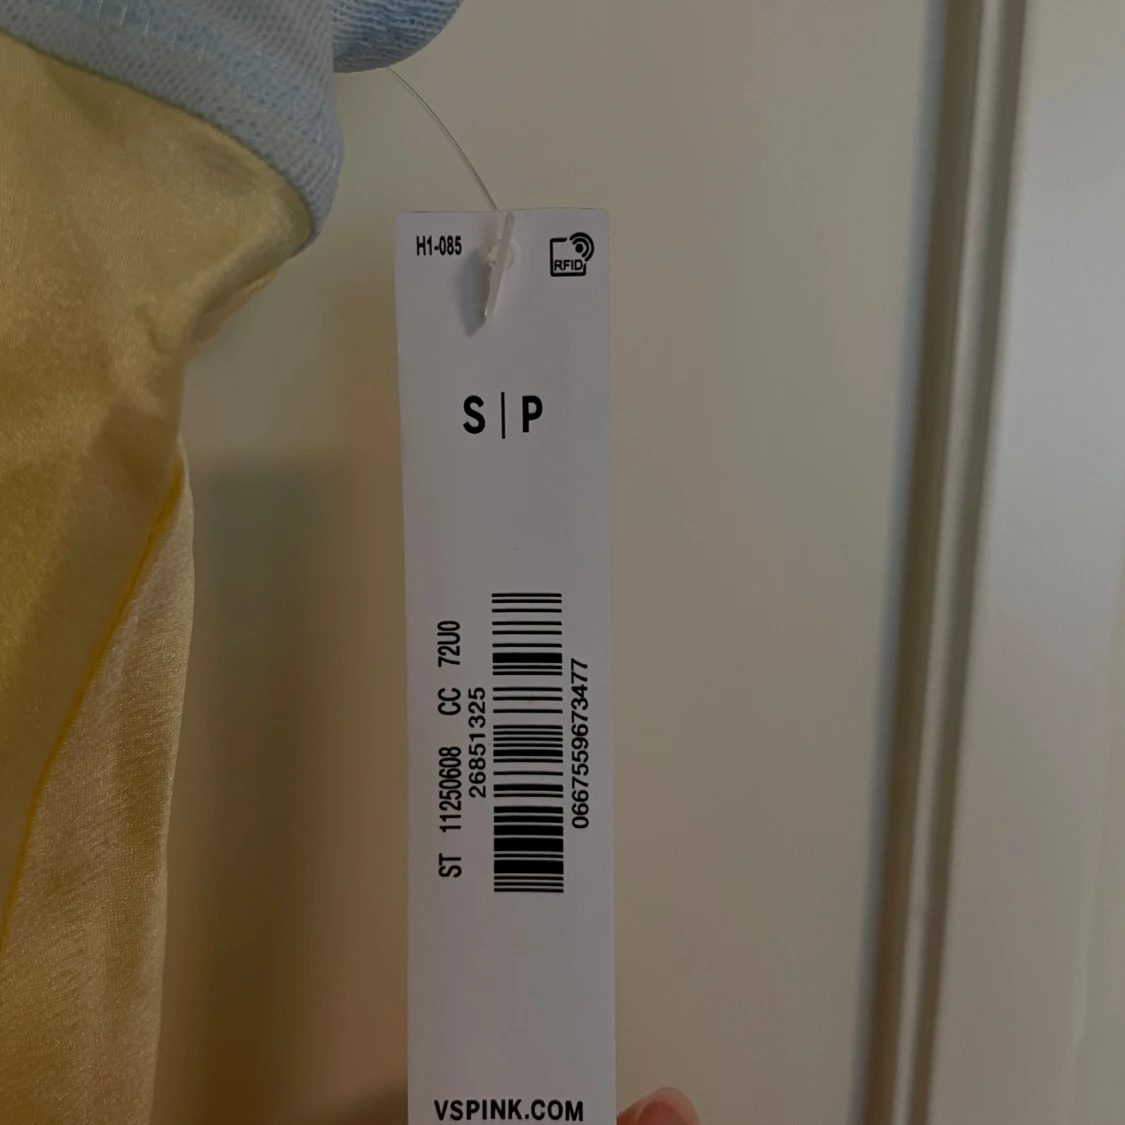 H1-085
RFID
S | P
ST 11250608 CC 72U0
26851325
0667559673477
VSPINK.COM